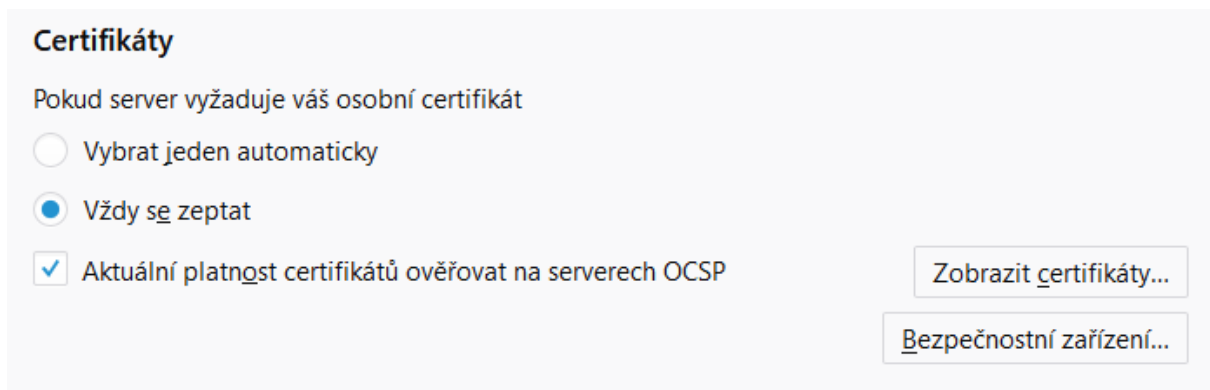 Certifikáty
Pokud server vyžaduje váš osobní certifikát
Vybrat jeden automaticky
Vždy se zeptat
Aktuální platnost certifikátů ověřovat na serverech OCSP
Zobrazit certifikáty...
Bezpečnostní zařízení...